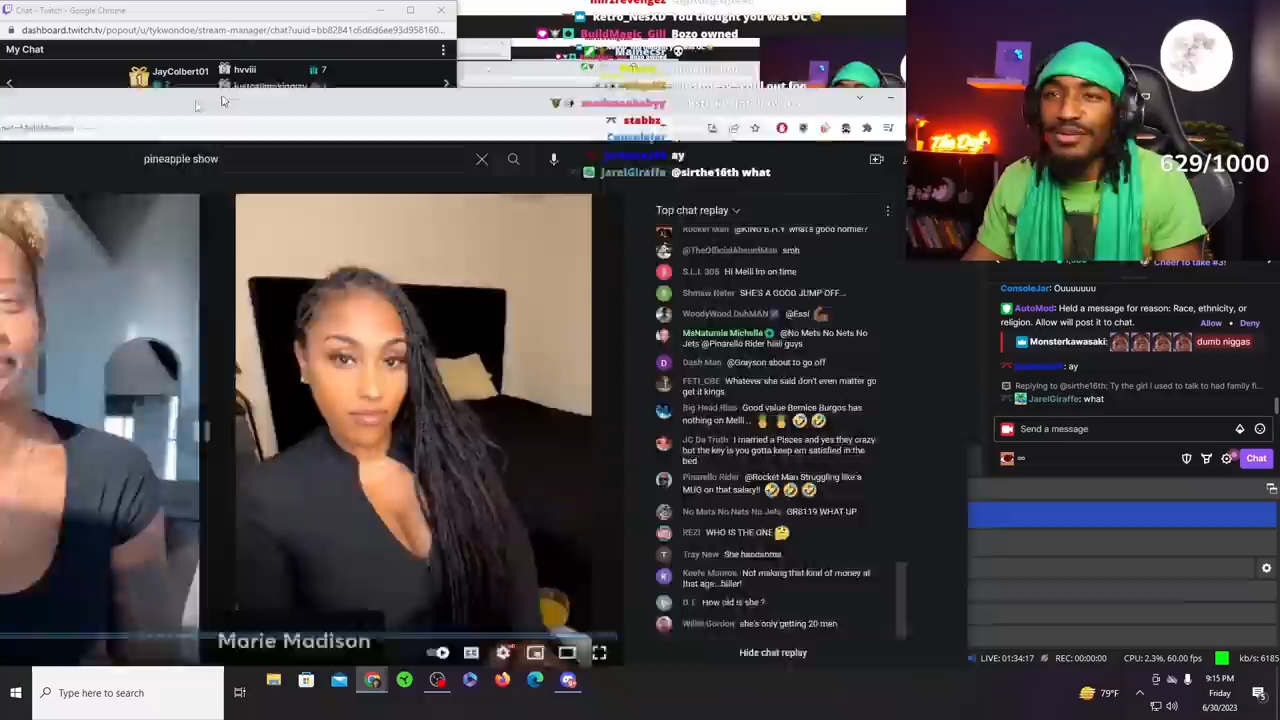 Chat - Twitch - Google Chrome
dashboard.twitch.tv/popout/u/tykwondoe/stream-manager/chat?uuid=bb82841c6d6dee93d958160...
My Chat
JayColbert01
hvviii
7
Retro_NesXD You thought you was OC
BuildMagic_Gill Bozo owned
stabbz_
ay
JarelGiraffe @sirthe16th what
pineapple show
629/1000
Top chat replay
Rocket Man @KING B.H.Y what's good homie!?
@TheOfficialAbsurdMan smh
S.L.I. 305 Hi Melli Im on time
Shmaw Hater SHE'S A GOOD JUMP OFF...
WoodyWood DuhMAN @Essi
MsNatumie Michelle @No Mets No Nets No
Jets @Pinarello Rider hiiii guys
Dash Man @Grayson about to go off
FETI_CBE Whatever she said don't even matter go
get it kings
Big Head Hiss Good value Bernice Burgos has
nothing on Melli ..
JC Da Truth I married a Pisces and yes they crazy
but the key is you gotta keep em satisfied in the
bed
Pinarello Rider @Rocket Man Struggling like a
MUG on that salary!!
No Mets No Nets No Jets GR8119 WHAT UP
REZI WHO IS THE ONE
Tray New She handsome
Keefe Monroe Not making that kind of money at
that age...
How old is she ?
Willie Gordon she's only getting 20 men
Hide chat replay
Marie Madison
Cheer to take #3!
ConsoleJar: Ouuuuuu
AutoMod: Held a message for reason: Race, ethnicity, or
religion. Allow will post it to chat.
Allow • Deny
Monsterkawasaki: dumb niggas
: ay
Replying to @sirthe16th: Ty the girl I used to talk to had family fi...
JarelGiraffe: what
Send a message
∞
Chat
LIVE: 01:34:17
REC: 00:00:00
CPU: 2.3%, 60.00 fps
kb/s: 6185
Type here to search
79°F
9:15 PM
Friday
6/30/2023